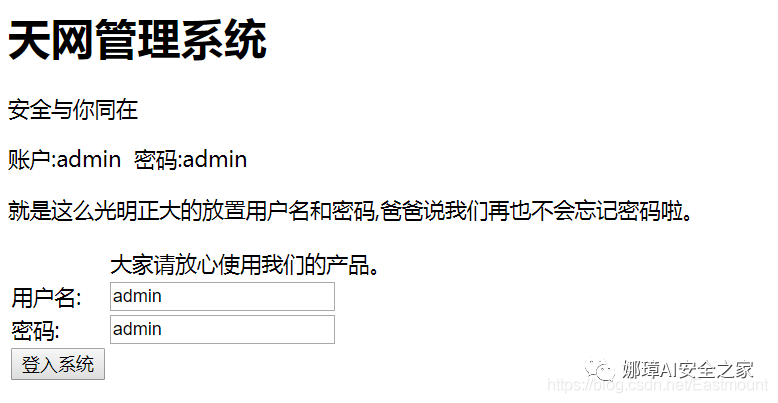 天网管理系统
安全与你同在
账户:admin 密码:admin
就是这么光明正大的放置用户名和密码,爸爸说我们再也不会忘记密码啦。
大家请放心使用我们的产品。
用户名: admin
密码: admin
登入系统
娜璋AI安全之家
https://blog.csdn.net/Eastmount